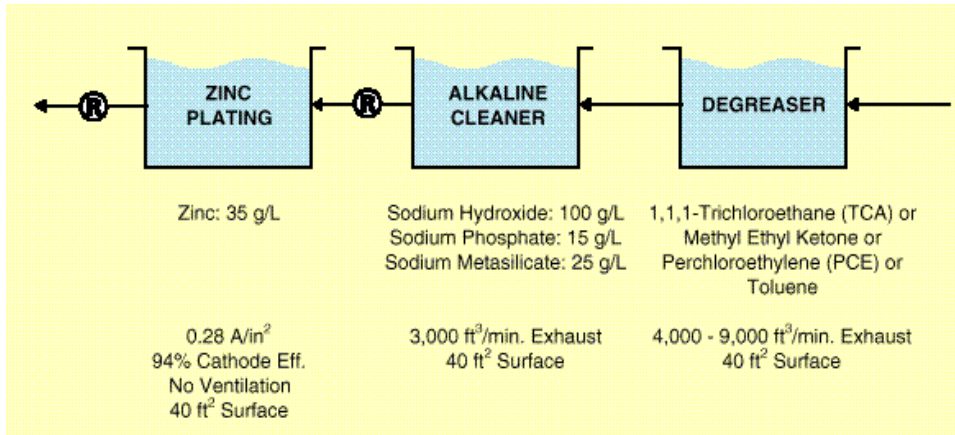 ZINC
PLATING
ALKALINE
CLEANER
DEGREASER
R
R
Zinc: 35 g/L
Sodium Hydroxide: 100 g/L
Sodium Phosphate: 15 g/L
Sodium Metasilicate: 25 g/L
1,1,1-Trichloroethane (TCA) or
Methyl Ethyl Ketone or
Perchloroethylene (PCE) or
Toluene
0.28 A/in²
94% Cathode Eff.
No Ventilation
40 ft² Surface
3,000 ft³/min. Exhaust
40 ft² Surface
4,000 - 9,000 ft³/min. Exhaust
40 ft² Surface